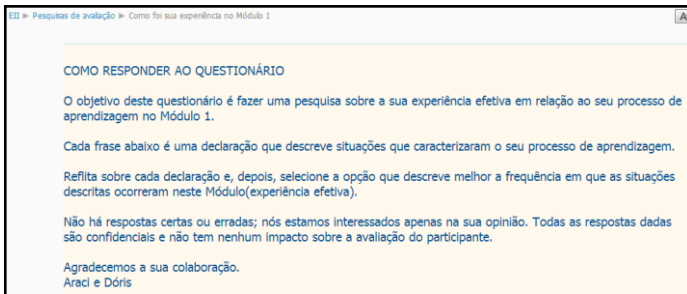 EII ► Pesquisas de avaliação ► Como foi sua experiência no Módulo 1
A
COMO RESPONDER AO QUESTIONÁRIO
O objetivo deste questionário é fazer uma pesquisa sobre a sua experiência efetiva em relação ao seu processo de
aprendizagem no Módulo 1.
Cada frase abaixo é uma declaração que descreve situações que caracterizaram o seu processo de aprendizagem.
Reflita sobre cada declaração e, depois, selecione a opção que descreve melhor a frequência em que as situações
descritas ocorreram neste Módulo(experiência efetiva).
Não há respostas certas ou erradas; nós estamos interessados apenas na sua opinião. Todas as respostas dadas
são confidenciais e não tem nenhum impacto sobre a avaliação do participante.
Agradecemos a sua colaboração.
Araci e Dóris